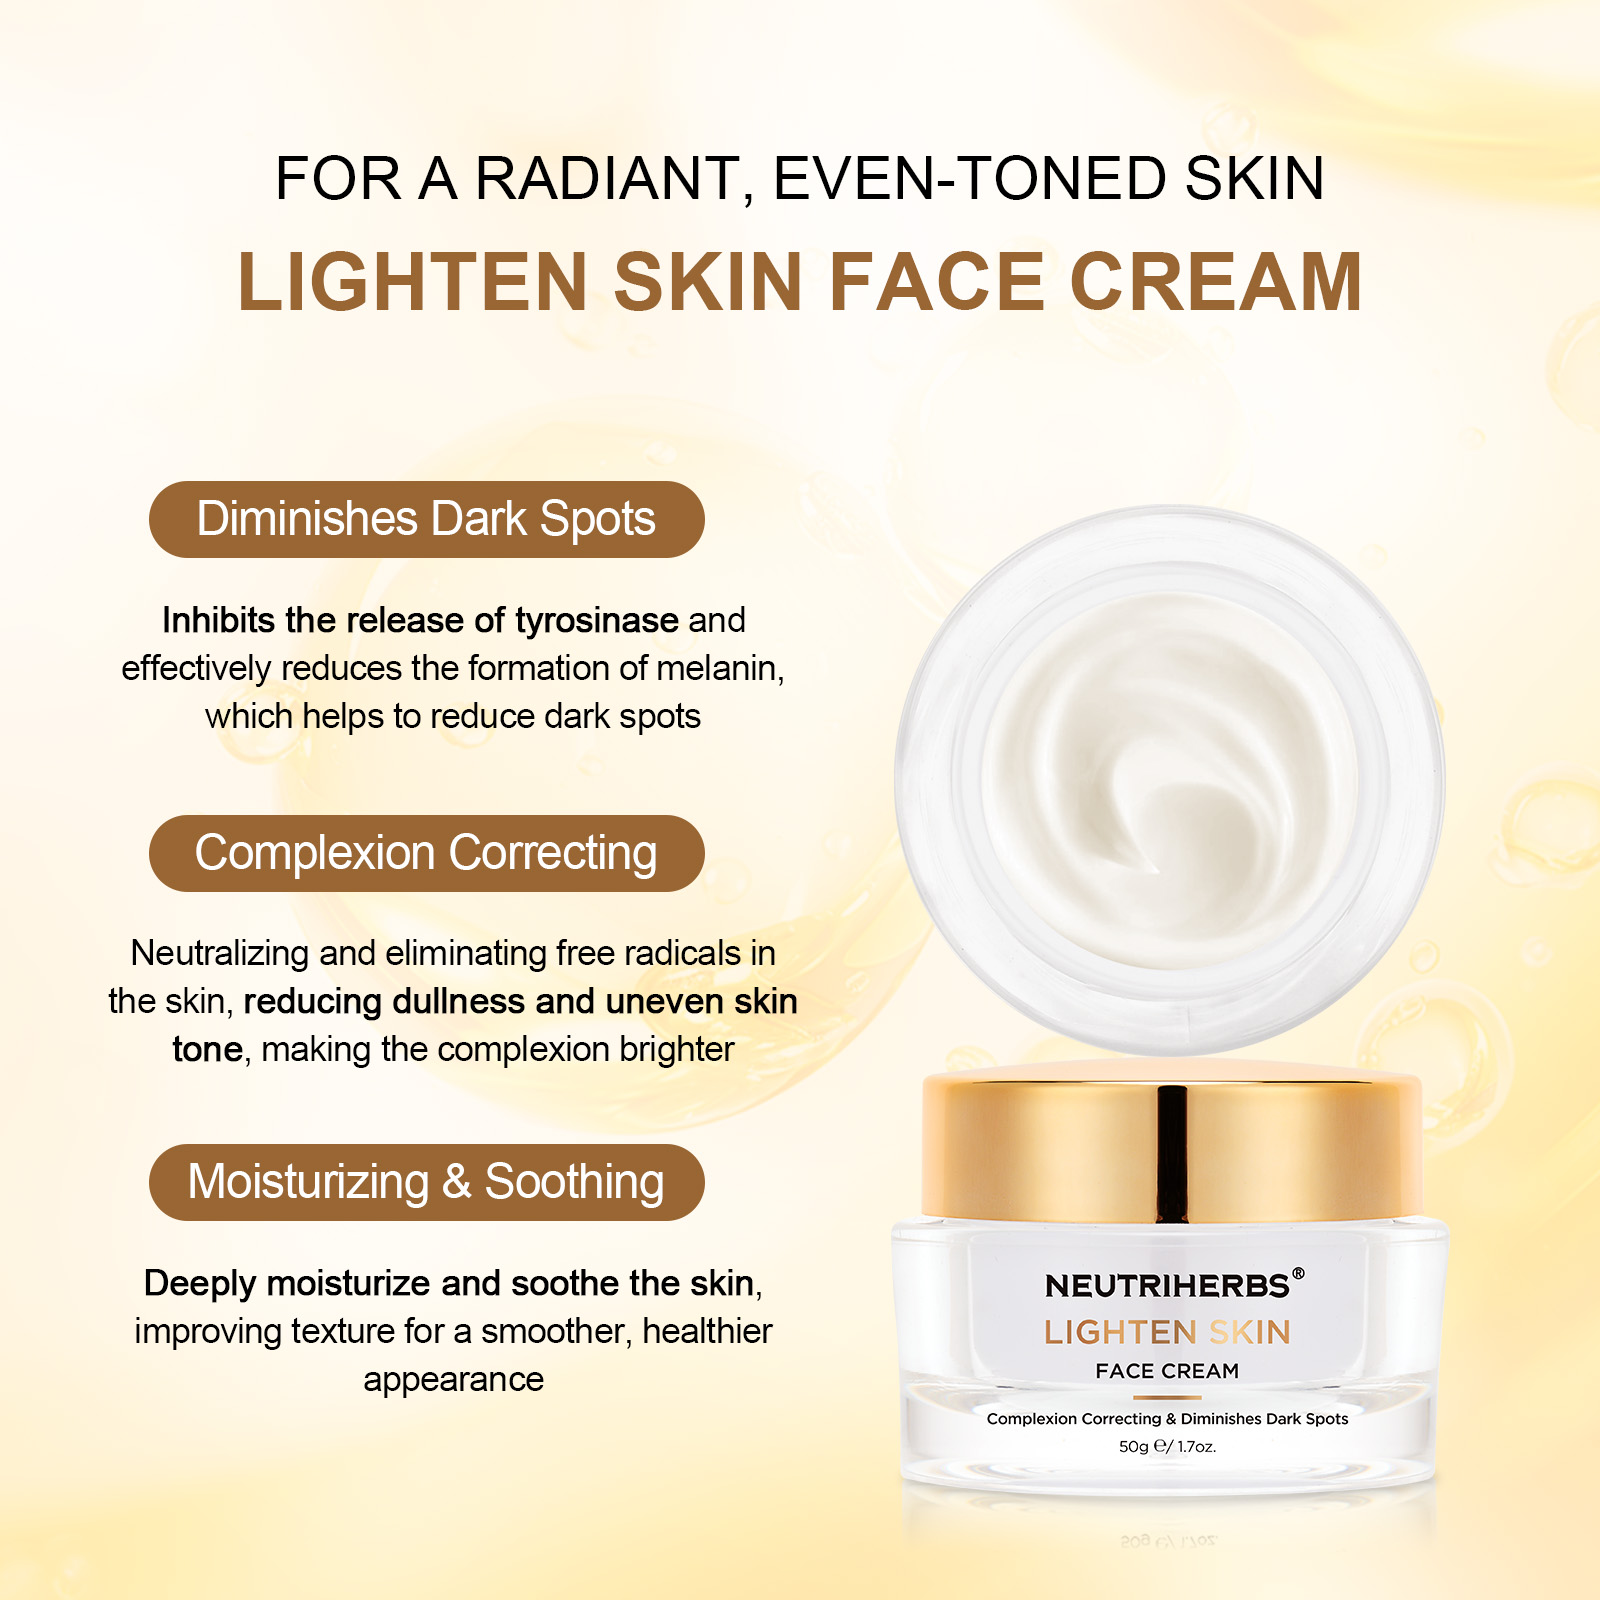 FOR A RADIANT, EVEN-TONED SKIN
LIGHTEN SKIN FACE CREAM
Diminishes Dark Spots
Inhibits the release of tyrosinase and
effectively reduces the formation of melanin,
which helps to reduce dark spots
Complexion Correcting
Neutralizing and eliminating free radicals in
the skin, reducing dullness and uneven skin
tone, making the complexion brighter
Moisturizing & Soothing
Deeply moisturize and soothe the skin,
improving texture for a smoother, healthier
appearance
NEUTRIHERBS®
LIGHTEN SKIN
FACE CREAM
Complexion Correcting & Diminishes Dark Spots
50g ℮/ 1.7oz.